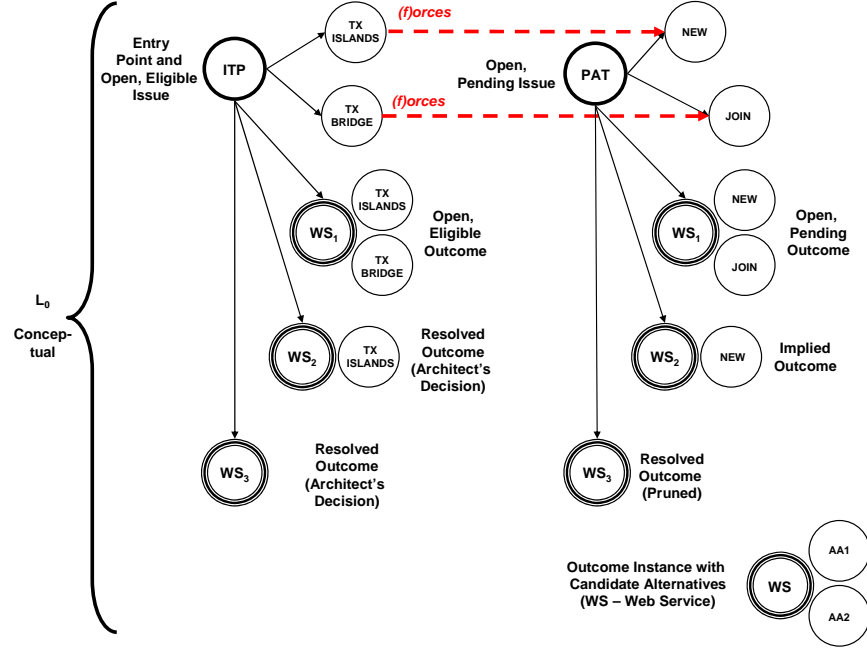 (f)orces
TX
ISLANDS
NEW
Entry
Point and
Open, Eligible
Issue
ITP
Open,
Pending Issue
PAT
(f)orces
TX
BRIDGE
JOIN
WS1
TX
ISLANDS
TX
BRIDGE
Open,
Eligible
Outcome
WS1
NEW
JOIN
Open,
Pending
Outcome
L0
Concep-
tual
WS2
TX
ISLANDS
Resolved
Outcome
(Architect's
Decision)
WS2
NEW
Implied
Outcome
WS3
Resolved
Outcome
(Architect's
Decision)
WS3
Resolved
Outcome
(Pruned)
Outcome Instance with
Candidate Alternatives
(WS – Web Service)
WS
AA1
AA2